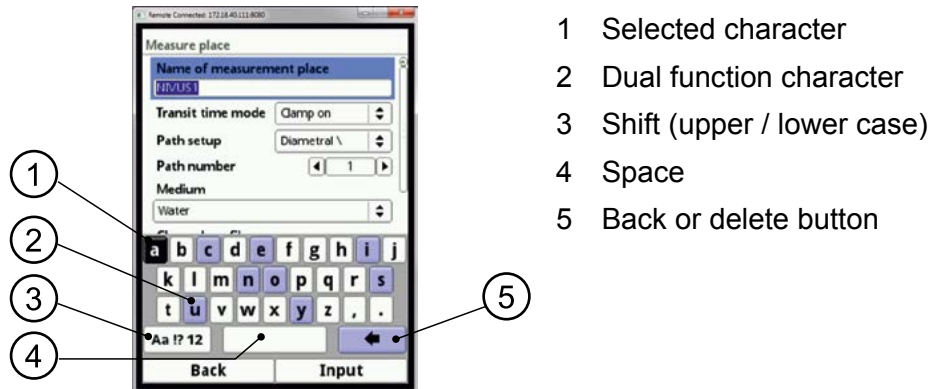 Remote Connected: 172.18.40.111:8080
Measure place
Name of measurement place
NIVUS1
Transit time mode Clamp on
Path setup Diametral \
Path number 1
Medium
Water
a b c d e f g h i j
k l m n o p q r s
t u v w x y z , .
Aa !? 12
Back Input
1
2
3
4
5
1 Selected character
2 Dual function character
3 Shift (upper / lower case)
4 Space
5 Back or delete button